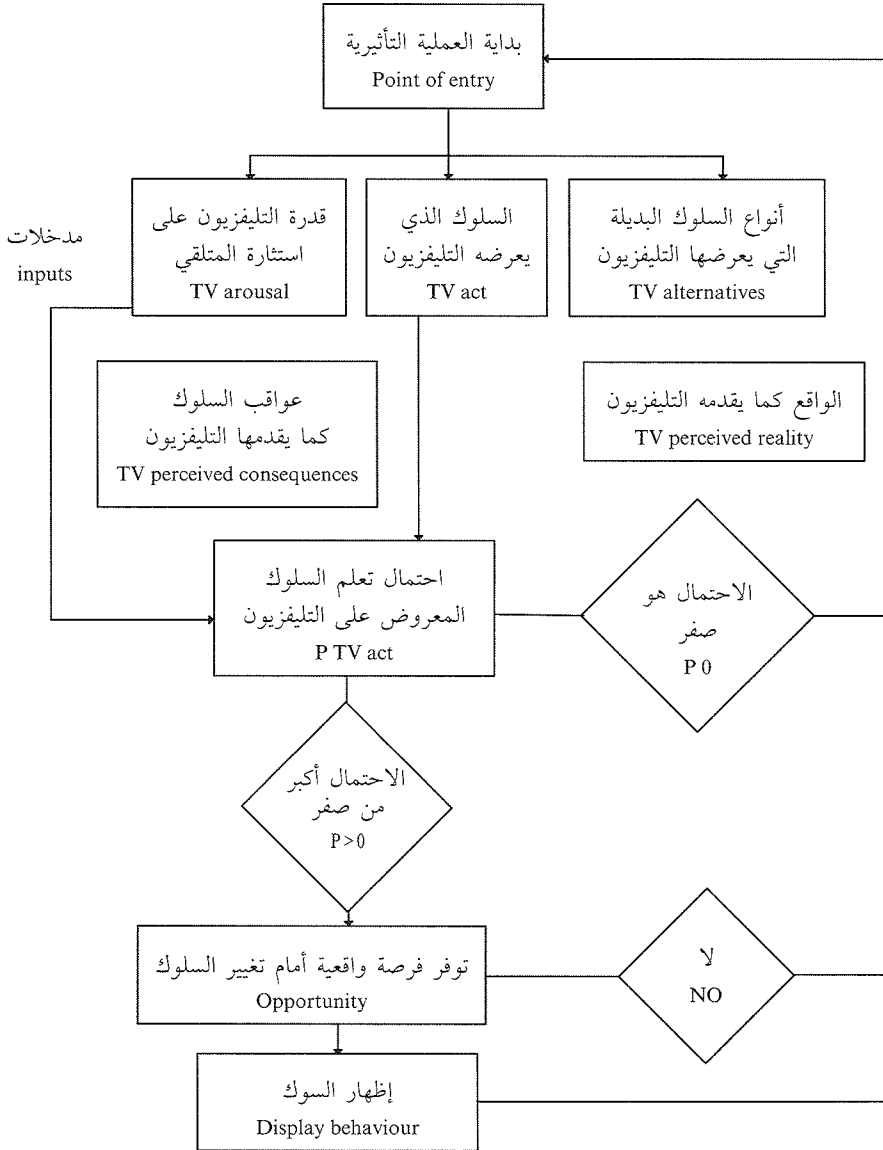 بداية العملية التأثيرية
Point of entry
مدخلات
inputs
قدرة التليفزيون على
استثارة المتلقي
TV arousal
السلوك الذي
يعرضه التليفزيون
TV act
أنواع السلوك البديلة
التي يعرضها التليفزيون
TV alternatives
عواقب السلوك
كما يقدمها التليفزيون
TV perceived consequences
الواقع كما يقدمه التليفزيون
TV perceived reality
احتمال تعلم السلوك
المعروض على التليفزيون
P TV act
الاحتمال هو
صفر
P 0
الاحتمال أكبر
من صفر
P>0
توفر فرصة واقعية أمام تغيير السلوك
Opportunity
لا
NO
إظهار السوك
Display behaviour